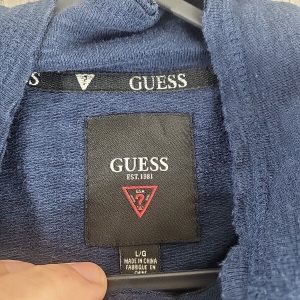 ? GUESS
GUESS
EST. 1981
?
L/G
MADE IN CHINA
FABRIQUÉ EN